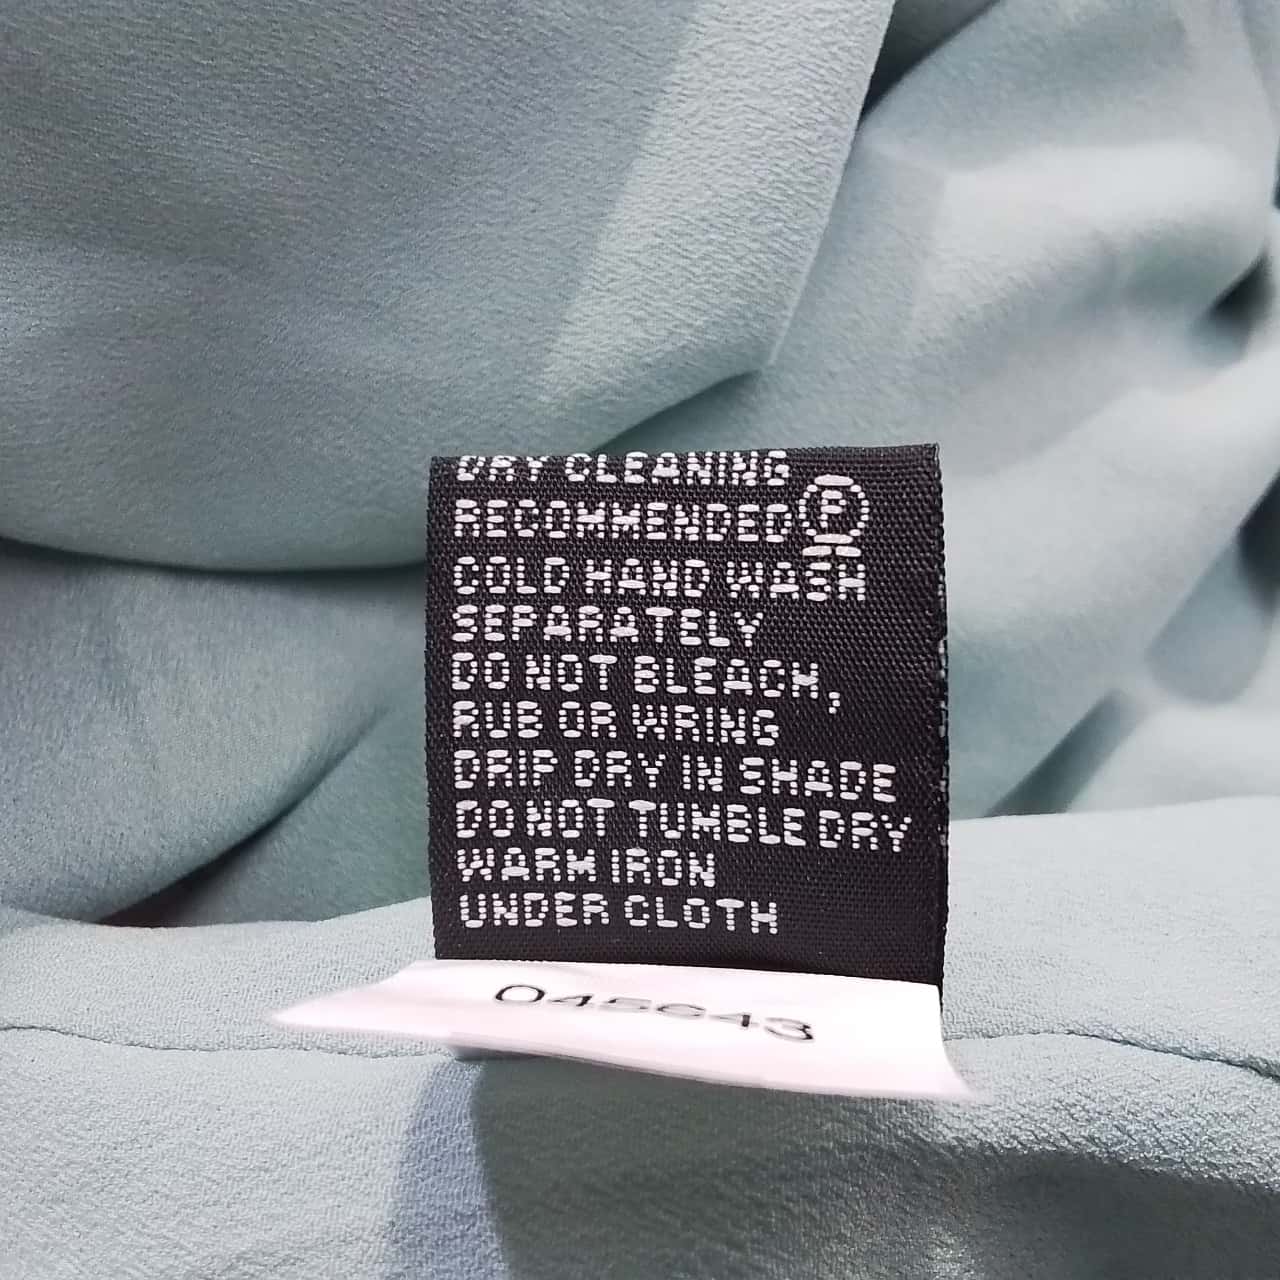 DRY CLEANING
RECOMMENDED Ⓟ
COLD HAND WASH
SEPARATELY
DO NOT BLEACH,
RUB OR WRING
DRIP DRY IN SHADE
DO NOT TUMBLE DRY
WARM IRON
UNDER CLOTH
045643